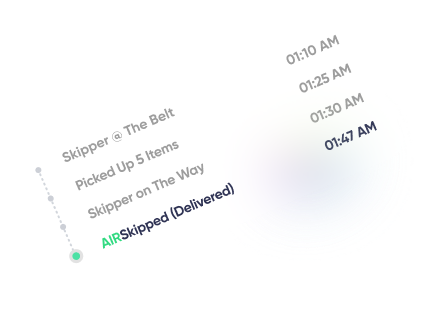 Skipper @ The Belt 01:10 AM
Picked Up 5 Items 01:25 AM
Skipper on The Way 01:30 AM
AIRSkipped (Delivered) 01:47 AM